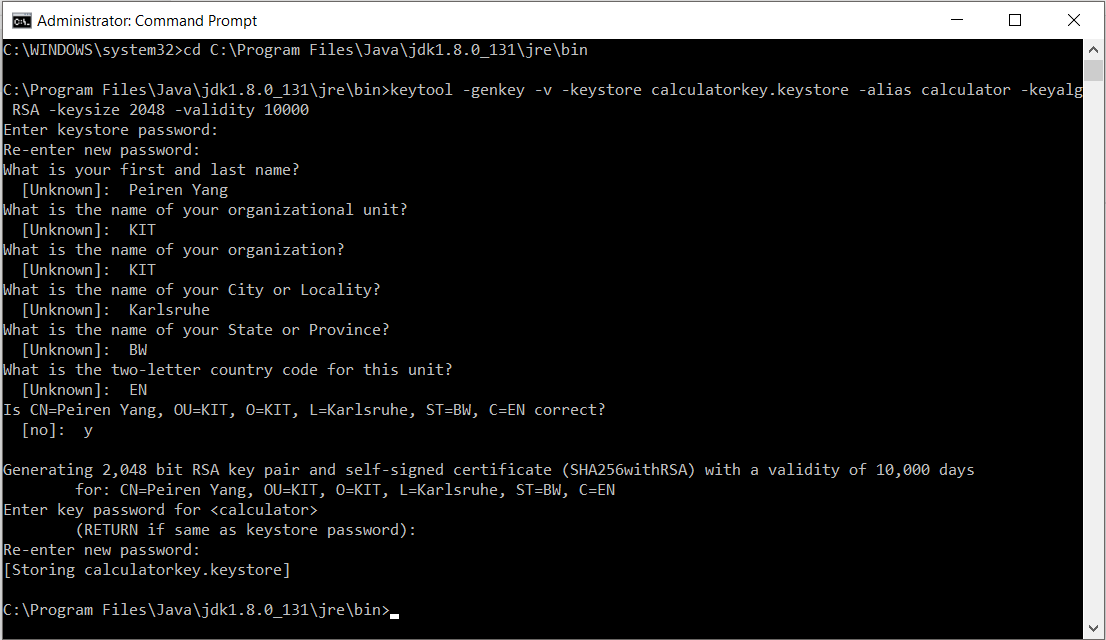 Administrator: Command Prompt
C:\WINDOWS\system32>cd C:\Program Files\Java\jdk1.8.0_131\jre\bin
C:\Program Files\Java\jdk1.8.0_131\jre\bin>keytool -genkey -v -keystore calculatorkey.keystore -alias calculator -keyalg
RSA -keysize 2048 -validity 10000
Enter keystore password:
Re-enter new password:
What is your first and last name?
[Unknown]:  Peiren Yang
What is the name of your organizational unit?
[Unknown]:  KIT
What is the name of your organization?
[Unknown]:  KIT
What is the name of your City or Locality?
[Unknown]:  Karlsruhe
What is the name of your State or Province?
[Unknown]:  BW
What is the two-letter country code for this unit?
[Unknown]:  EN
Is CN=Peiren Yang, OU=KIT, O=KIT, L=Karlsruhe, ST=BW, C=EN correct?
[no]:  y
Generating 2,048 bit RSA key pair and self-signed certificate (SHA256withRSA) with a validity of 10,000 days
for: CN=Peiren Yang, OU=KIT, O=KIT, L=Karlsruhe, ST=BW, C=EN
Enter key password for <calculator>
(RETURN if same as keystore password):
Re-enter new password:
[Storing calculatorkey.keystore]
C:\Program Files\Java\jdk1.8.0_131\jre\bin>